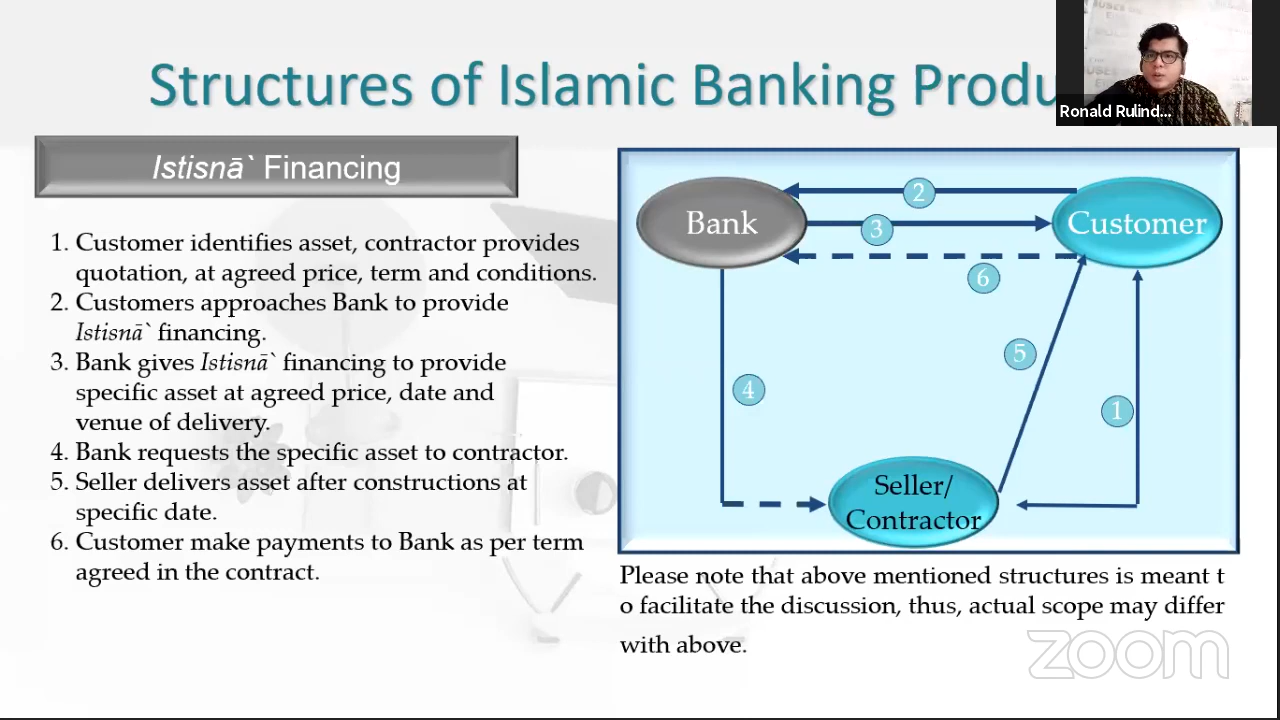 Structures of Islamic Banking Produ
Ronald Rulind...
Istisnā` Financing
1. Customer identifies asset, contractor provides
quotation, at agreed price, term and conditions.
2. Customers approaches Bank to provide
Istisnā` financing.
3. Bank gives Istisnā` financing to provide
specific asset at agreed price, date and
venue of delivery.
4. Bank requests the specific asset to contractor.
5. Seller delivers asset after constructions at
specific date.
6. Customer make payments to Bank as per term
agreed in the contract.
Bank
2
3
Customer
6
5
4
1
Seller/
Contractor
Please note that above mentioned structures is meant t
o facilitate the discussion, thus, actual scope may differ
with above.
zoom